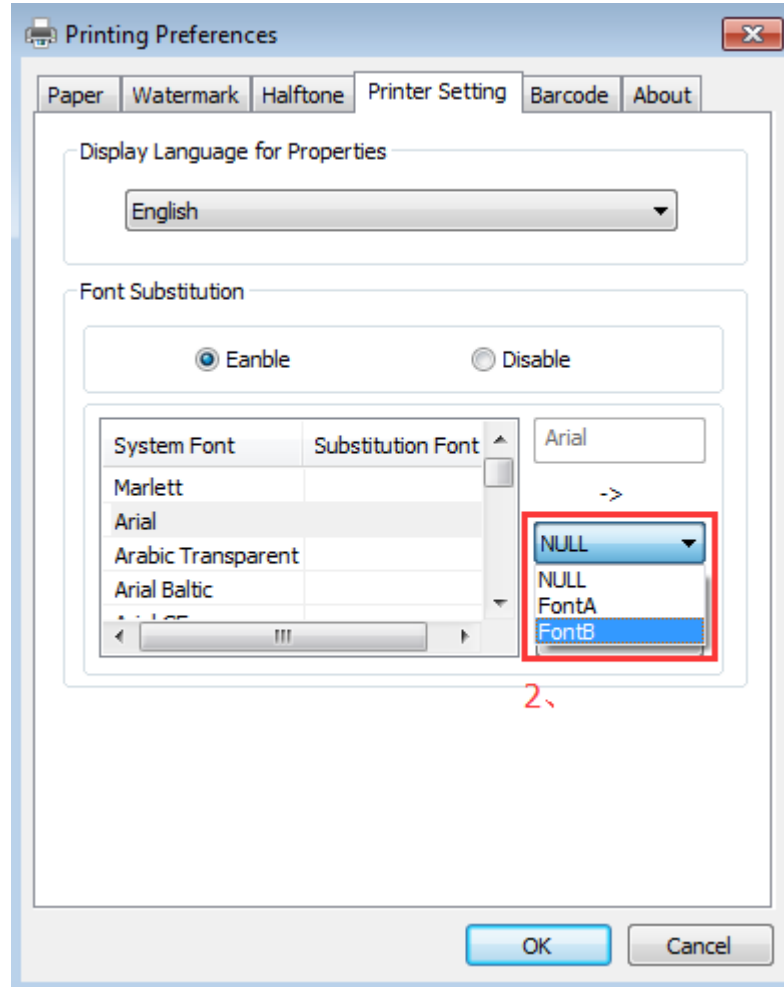 Printing Preferences
Paper Watermark Halftone Printer Setting Barcode About
Display Language for Properties
English
Font Substitution
Eanble Disable
System Font Substitution Font
Marlett
Arial
Arabic Transparent
Arial Baltic
Arial
->
NULL
NULL
FontA
FontB
2、
OK Cancel